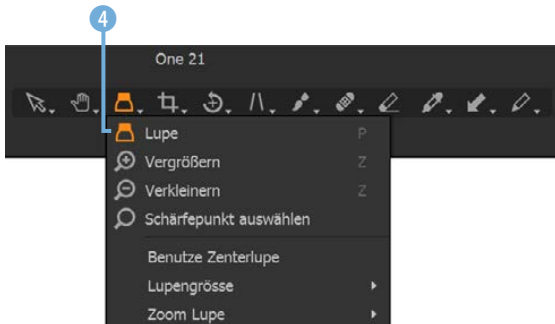 4
One 21
Lupe P
Vergrößern Z
Verkleinern Z
Schärfepunkt auswählen
Benutze Zenterlupe
Lupengrösse
Zoom Lupe